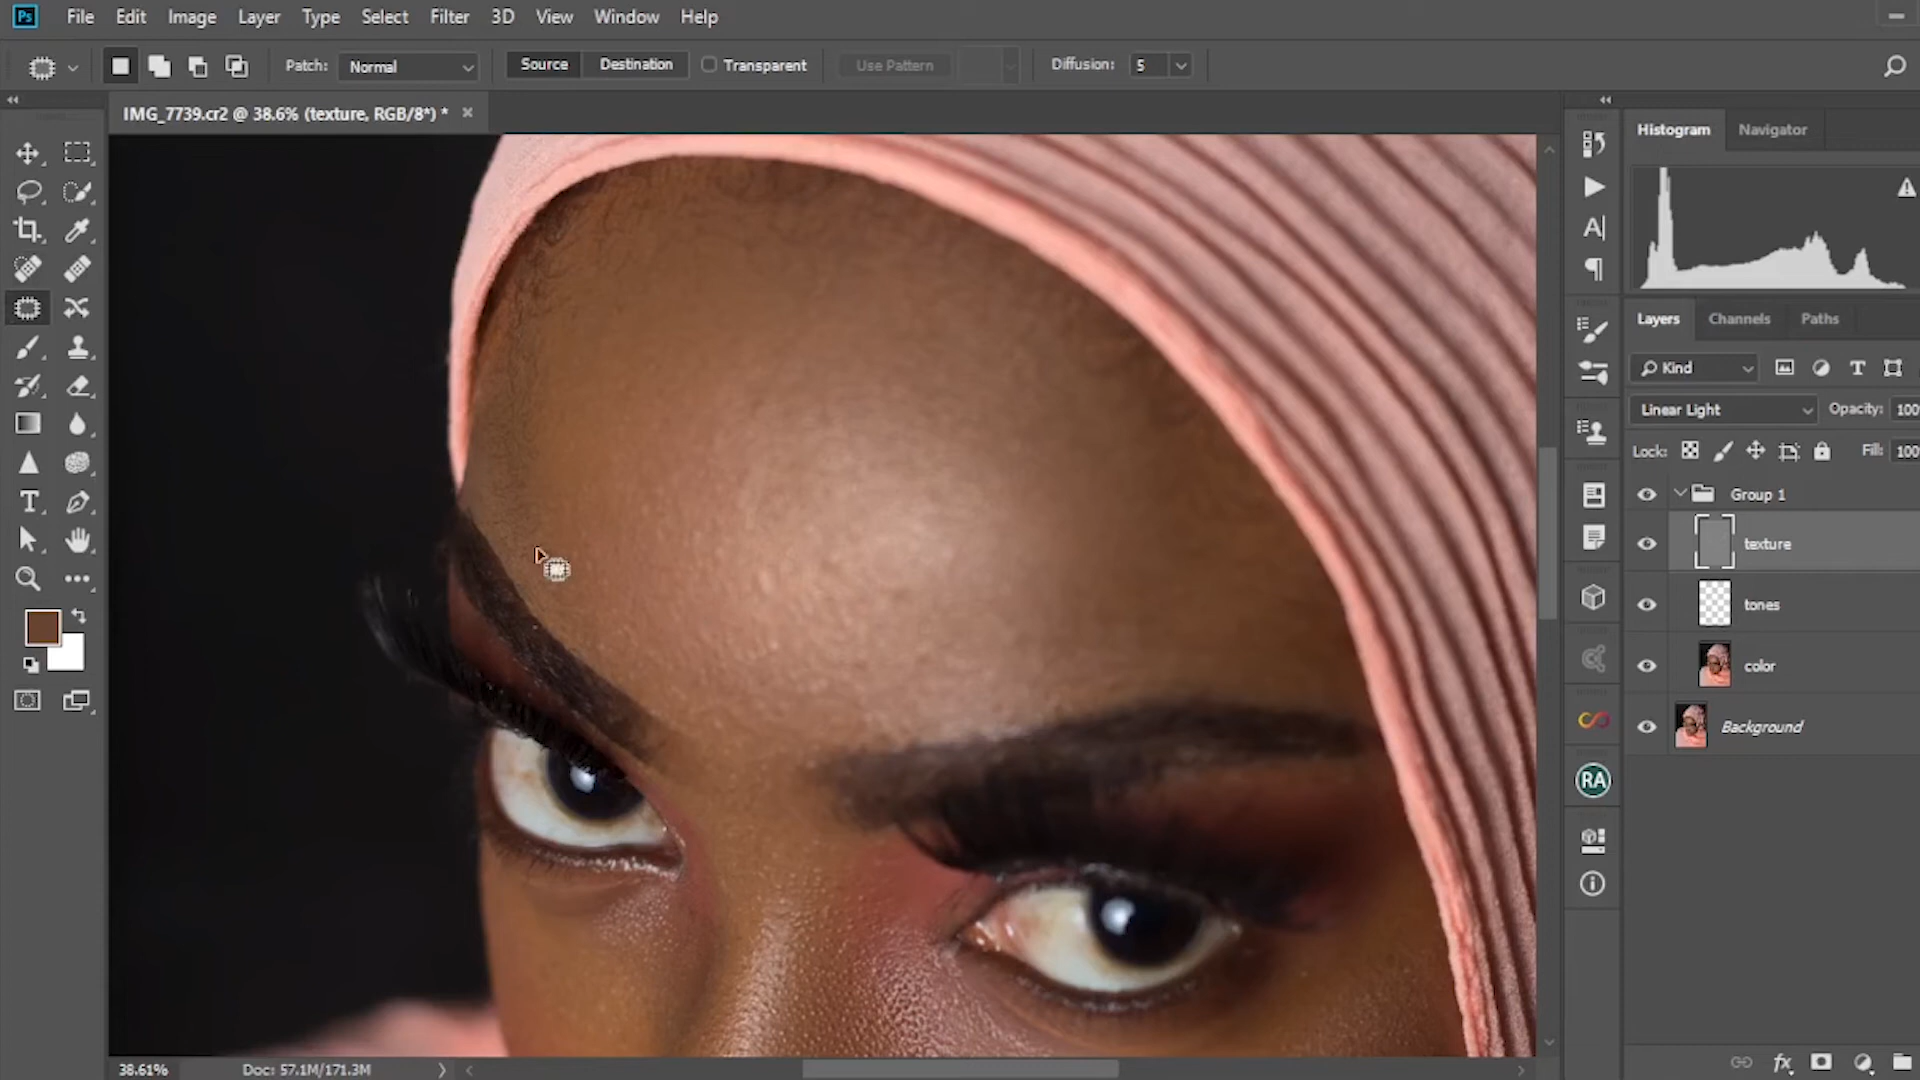 Ps File Edit Image Layer Type Select Filter 3D View Window Help
Patch: Normal Source Destination Transparent Use Pattern Diffusion: 5
IMG_7739.cr2 @ 38.6% (texture, RGB/8*) *
Histogram Navigator
Layers Channels Paths
Kind
Linear Light Opacity: 100
Lock: Fill: 100
Group 1
texture
tones
color
Background
RA
38.61% Doc: 57.1M/171.3M